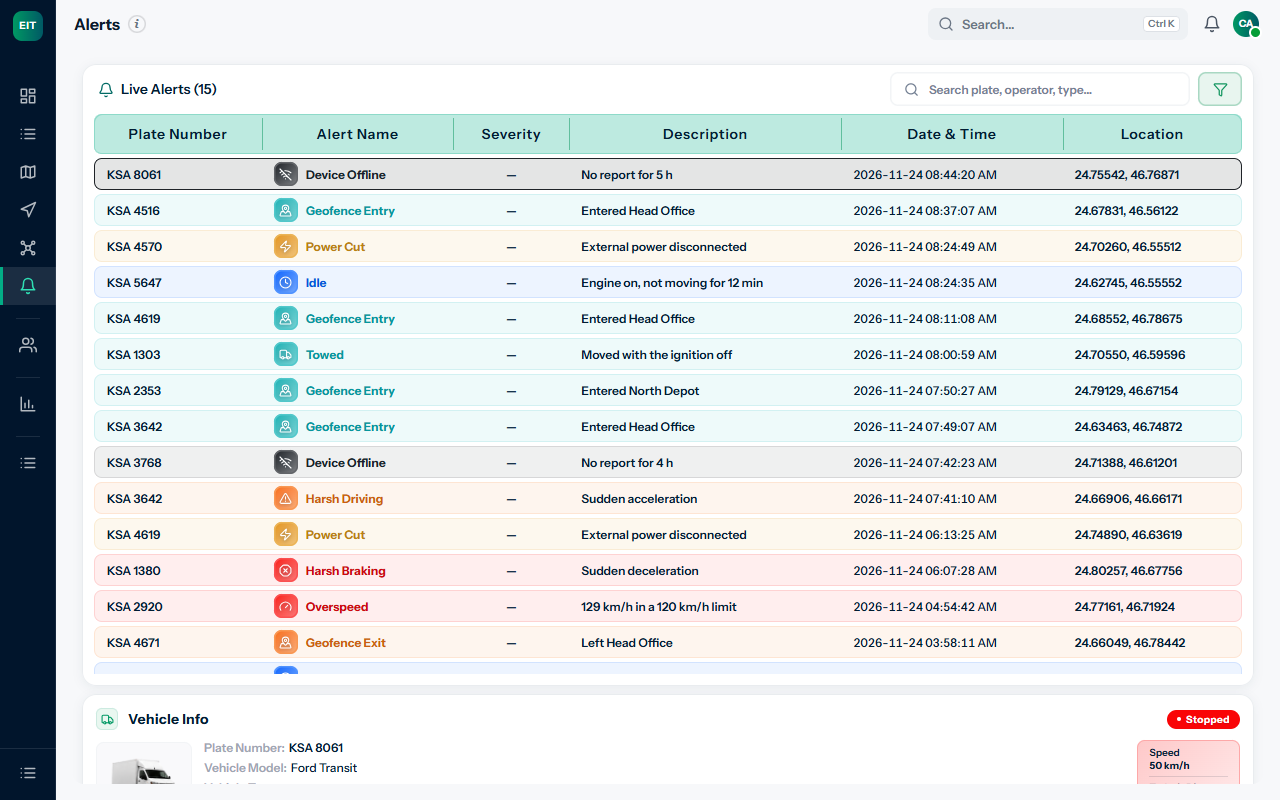 EIT
Alerts
Search...
Ctrl K
CA
Live Alerts (15)
Search plate, operator, type...
Plate Number Alert Name Severity Description Date & Time Location
KSA 8061 Device Offline — No report for 5 h 2026-11-24 08:44:20 AM 24.75542, 46.76871
KSA 4516 Geofence Entry — Entered Head Office 2026-11-24 08:37:07 AM 24.67831, 46.56122
KSA 4570 Power Cut — External power disconnected 2026-11-24 08:24:49 AM 24.70260, 46.55512
KSA 5647 Idle — Engine on, not moving for 12 min 2026-11-24 08:24:35 AM 24.62745, 46.55552
KSA 4619 Geofence Entry — Entered Head Office 2026-11-24 08:11:08 AM 24.68552, 46.78675
KSA 1303 Towed — Moved with the ignition off 2026-11-24 08:00:59 AM 24.70550, 46.59596
KSA 2353 Geofence Entry — Entered North Depot 2026-11-24 07:50:27 AM 24.79129, 46.67154
KSA 3642 Geofence Entry — Entered Head Office 2026-11-24 07:49:07 AM 24.63463, 46.74872
KSA 3768 Device Offline — No report for 4 h 2026-11-24 07:42:23 AM 24.71388, 46.61201
KSA 3642 Harsh Driving — Sudden acceleration 2026-11-24 07:41:10 AM 24.66906, 46.66171
KSA 4619 Power Cut — External power disconnected 2026-11-24 06:13:25 AM 24.74890, 46.63619
KSA 1380 Harsh Braking — Sudden deceleration 2026-11-24 06:07:28 AM 24.80257, 46.67756
KSA 2920 Overspeed — 129 km/h in a 120 km/h limit 2026-11-24 04:54:42 AM 24.77161, 46.71924
KSA 4671 Geofence Exit — Left Head Office 2026-11-24 03:58:11 AM 24.66049, 46.78442
Vehicle Info
Stopped
Plate Number: KSA 8061
Vehicle Model: Ford Transit
Speed
50 km/h